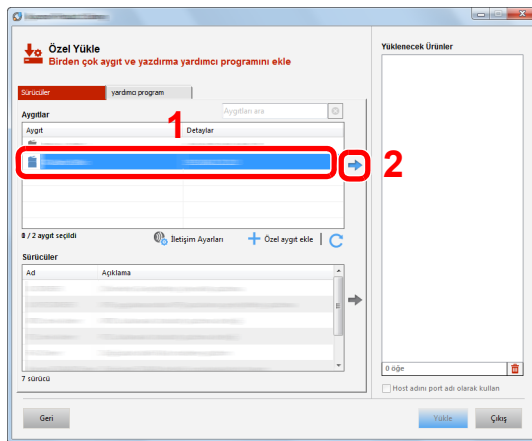 Özel Yükle
Birden çok aygıt ve yazdırma yardımcı programını ekle
Yüklenecek Ürünler
Sürücüler
yardımcı program
Aygıtlar
Aygıtları ara
1
Aygıt
Detaylar
2
/ 2 aygıt seçildi
İletişim Ayarları
Özel aygıt ekle
Sürücüler
Ad
Açıklama
7 sürücü
0 öğe
Host adını port adı olarak kullan
Geri
Yükle
Çıkış